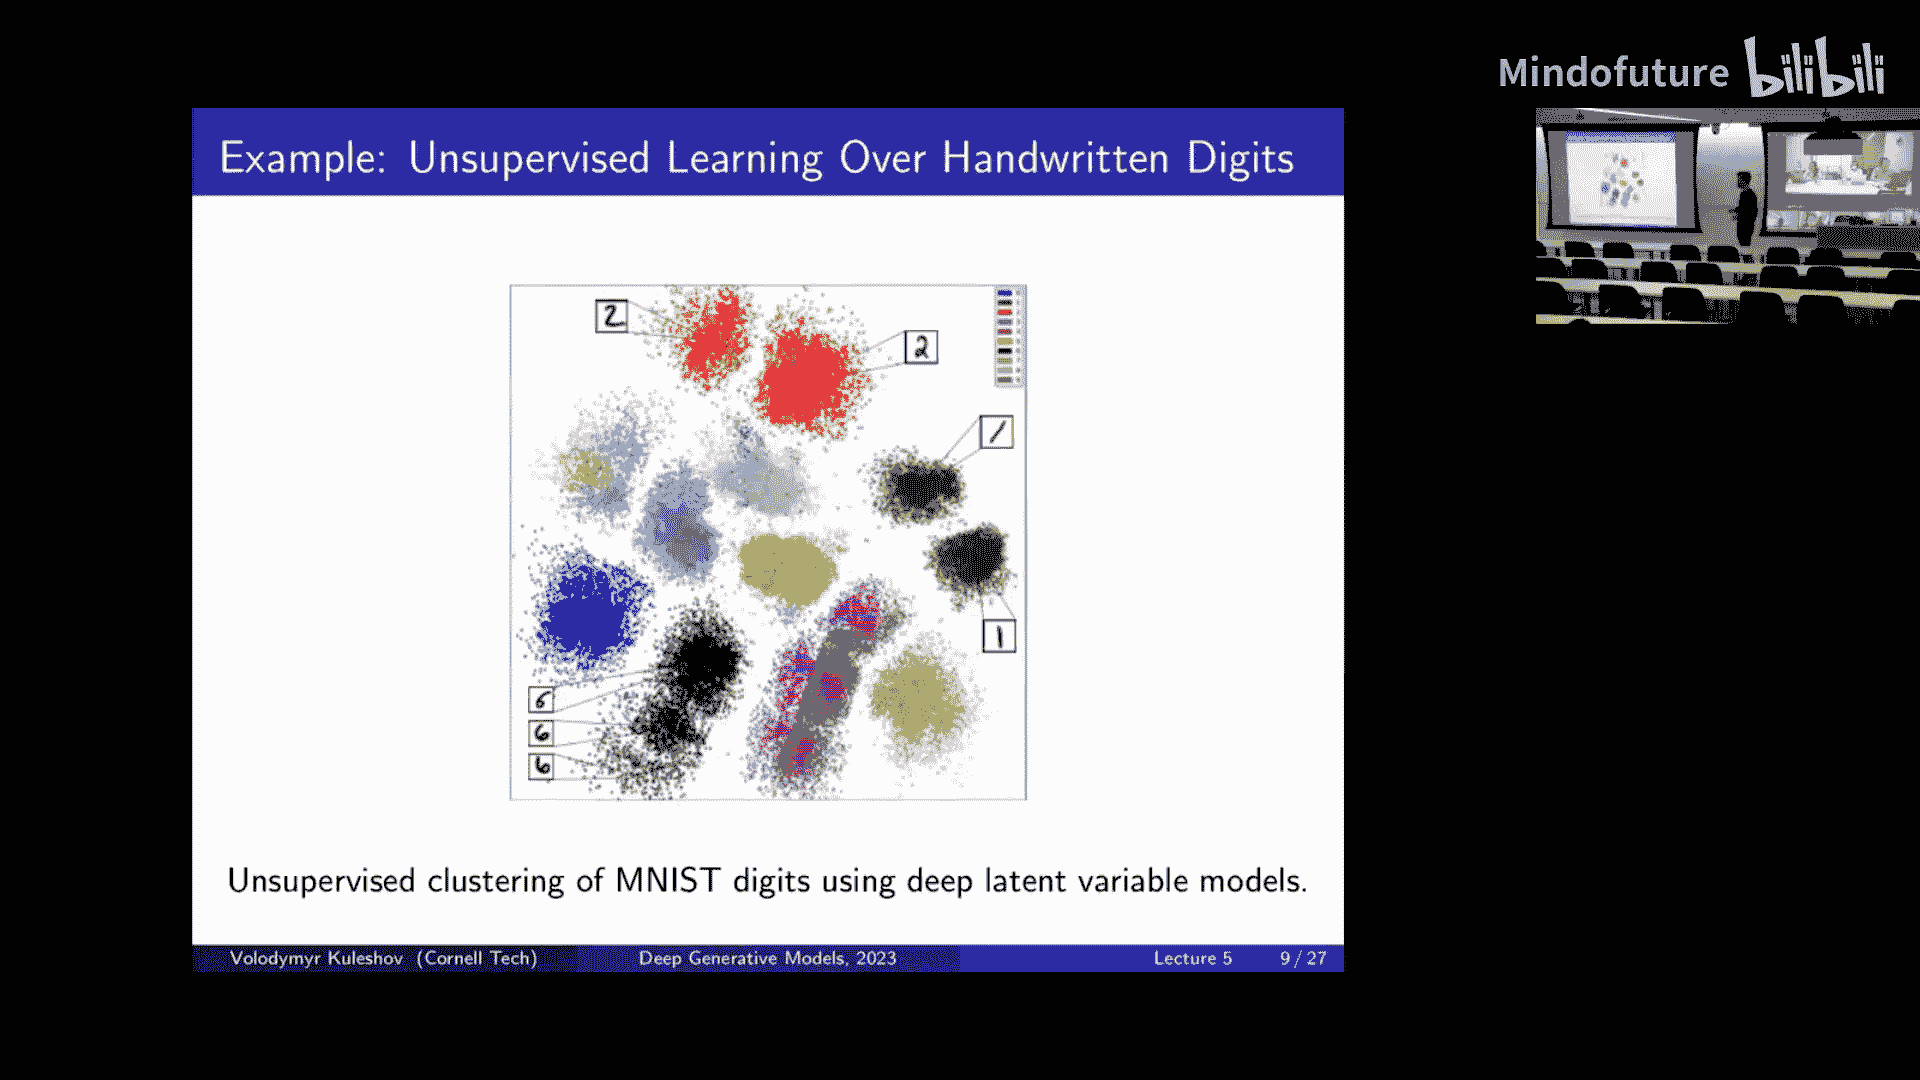 Mindofuture bilibili
Example: Unsupervised Learning Over Handwritten Digits
2
2
1
1
6
6
6
Unsupervised clustering of MNIST digits using deep latent variable models.
Volodymyr Kuleshov (Cornell Tech) Deep Generative Models, 2023 Lecture 5 9 / 27